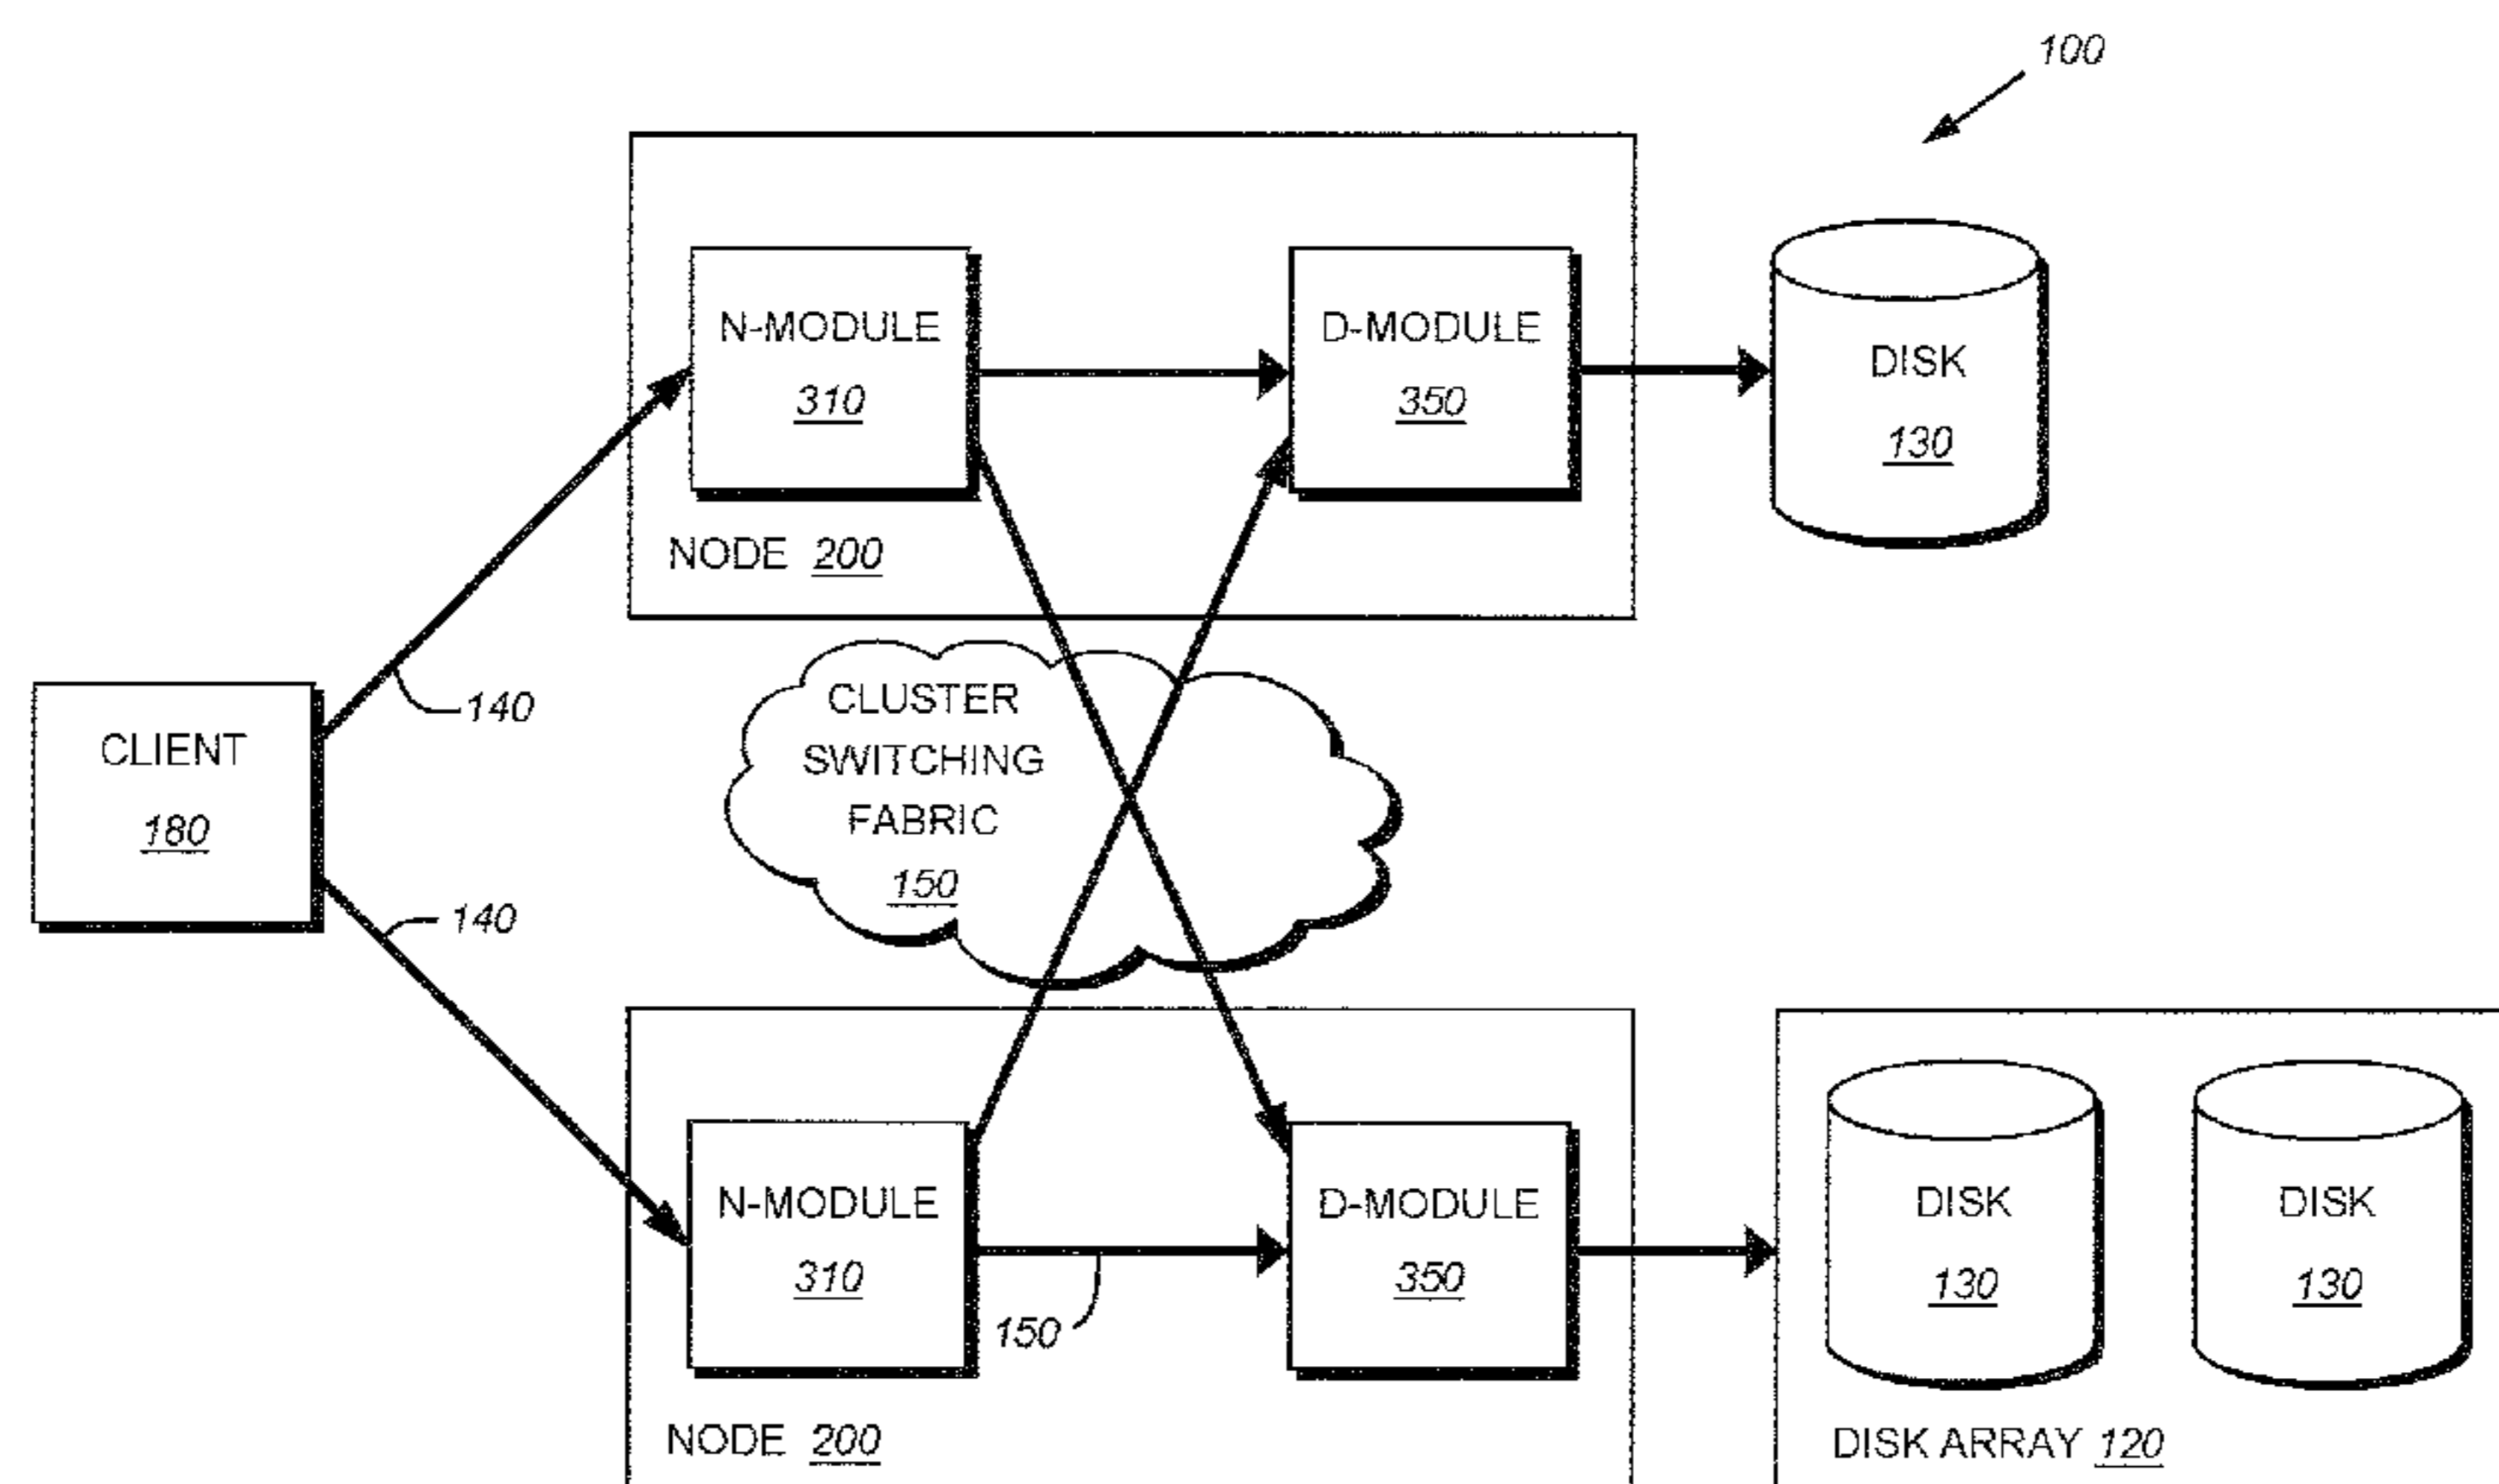 100
N-MODULE
310
D-MODULE
350
DISK
130
NODE 200
140
CLIENT
180
CLUSTER
SWITCHING
FABRIC
150
140
N-MODULE
310
150
D-MODULE
350
DISK
130
DISK
130
NODE 200
DISK ARRAY 120